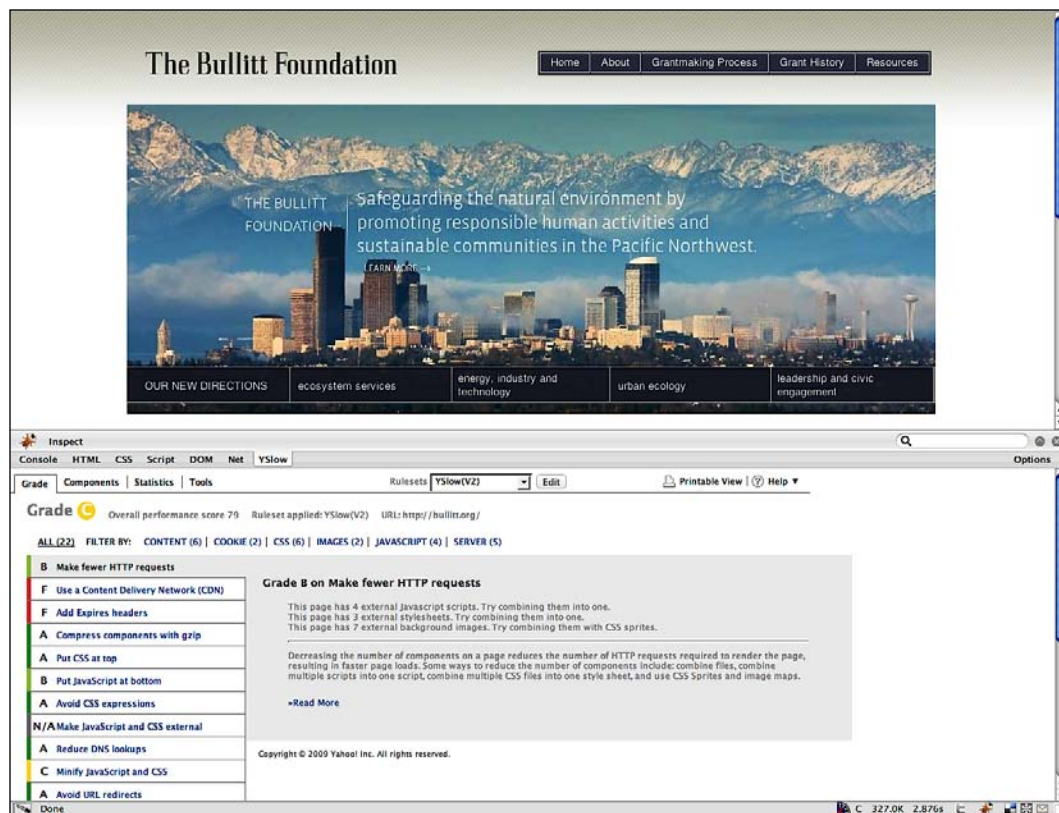 The Bullitt Foundation
Home About Grantmaking Process Grant History Resources
THE BULLITT
FOUNDATION
Safeguarding the natural environment by
promoting responsible human activities and
sustainable communities in the Pacific Northwest.
LEARN MORE →
OUR NEW DIRECTIONS
ecosystem services
energy, industry and
technology
urban ecology
leadership and civic
engagement
Inspect
Console HTML CSS Script DOM Net YSlow
Options
Grade Components | Statistics | Tools
Rulesets YSlow(V2) Edit
Printable View | ? Help ▼
Grade C Overall performance score 79 Ruleset applied: YSlow(V2) URL: http://bullitt.org/
ALL (22) FILTER BY: CONTENT (6) | COOKIE (2) | CSS (6) | IMAGES (2) | JAVASCRIPT (4) | SERVER (5)
B Make fewer HTTP requests
F Use a Content Delivery Network (CDN)
F Add Expires headers
A Compress components with gzip
A Put CSS at top
B Put JavaScript at bottom
A Avoid CSS expressions
N/A Make JavaScript and CSS external
A Reduce DNS lookups
C Minify JavaScript and CSS
A Avoid URL redirects
Grade B on Make fewer HTTP requests
This page has 4 external Javascript scripts. Try combining them into one.
This page has 3 external stylesheets. Try combining them into one.
This page has 7 external background images. Try combining them with CSS sprites.
Decreasing the number of components on a page reduces the number of HTTP requests required to render the page,
resulting in faster page loads. Some ways to reduce the number of components include: combine files, combine
multiple scripts into one script, combine multiple CSS files into one style sheet, and use CSS Sprites and image maps.
»Read More
Copyright © 2009 Yahoo! Inc. All rights reserved.
Done
C 327.0K 2.876s